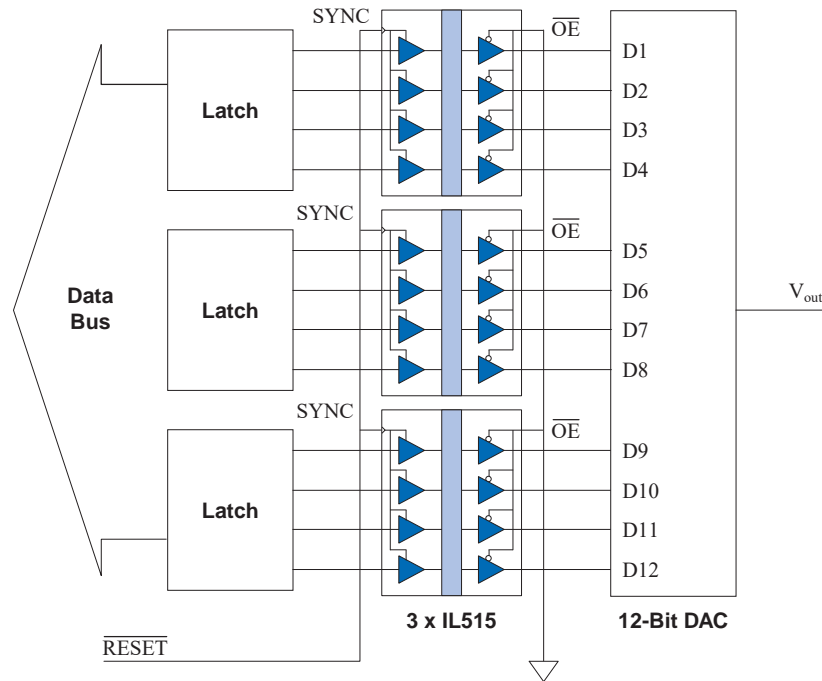 SYNC
OE
Latch
D1
D2
D3
D4
SYNC
OE
Data
Bus
Latch
D5
D6
D7
D8
Vout
SYNC
OE
Latch
D9
D10
D11
D12
3 x IL515
12-Bit DAC
RESET